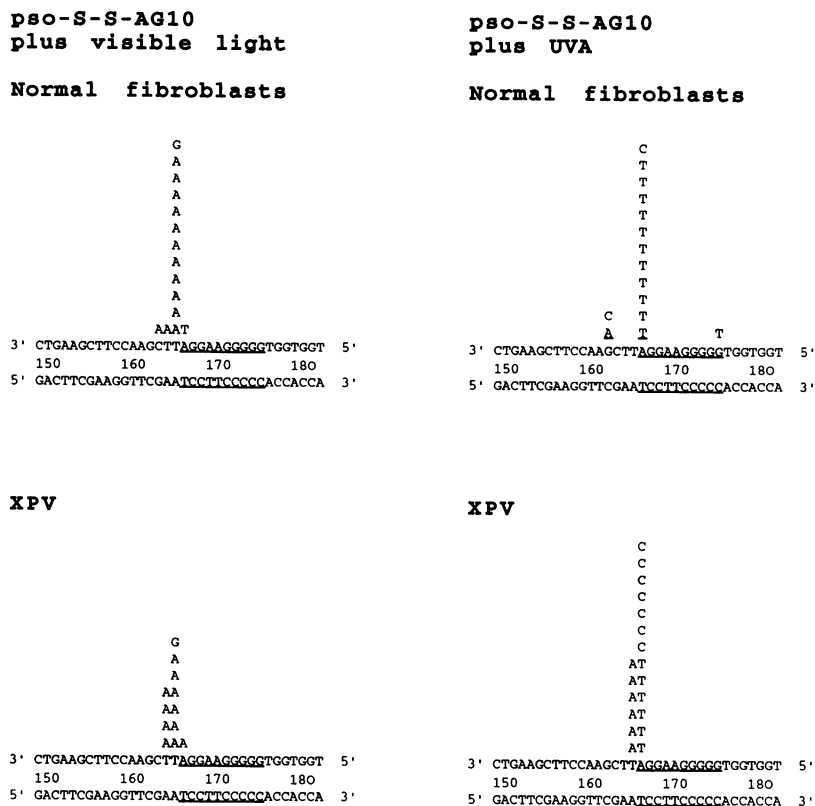 pso-S-S-AG10
plus visible light
Normal fibroblasts
G
A
A
A
A
A
A
A
A
A
A
AAAT
3' CTGAAGCTTCCAAGCTTAGGAAGGGGGTGGTGGT 5'
150 160 170 180
5' GACTTCGAAGGTTCGAATCCTTCCCCCACCACCA 3'
pso-S-S-AG10
plus UVA
Normal fibroblasts
C
T
T
T
T
T
T
T
T
T
C T
A T T
3' CTGAAGCTTCCAAGCTTAGGAAGGGGGTGGTGGT 5'
150 160 170 180
5' GACTTCGAAGGTTCGAATCCTTCCCCCACCACCA 3'
XPV
G
A
A
AA
AA
AA
AAA
3' CTGAAGCTTCCAAGCTTAGGAAGGGGGTGGTGGT 5'
150 160 170 180
5' GACTTCGAAGGTTCGAATCCTTCCCCCACCACCA 3'
XPV
C
C
C
C
C
C
C
AT
AT
AT
AT
AT
AT
3' CTGAAGCTTCCAAGCTTAGGAAGGGGGTGGTGGT 5'
150 160 170 180
5' GACTTCGAAGGTTCGAATCCTTCCCCCACCACCA 3'